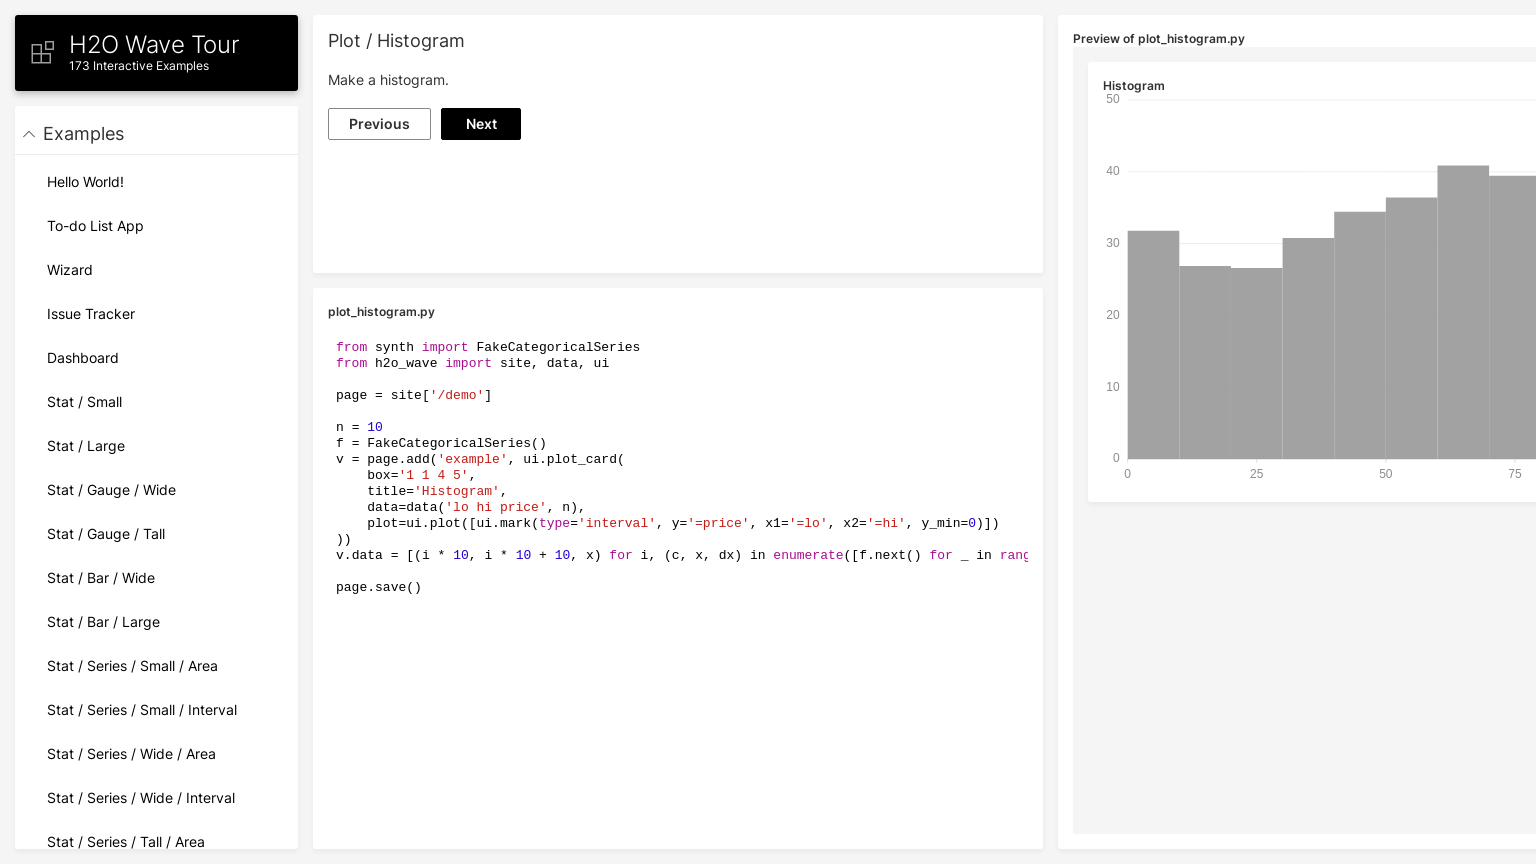 H2O Wave Tour
173 Interactive Examples
Examples
Hello World!
To-do List App
Wizard
Issue Tracker
Dashboard
Stat / Small
Stat / Large
Stat / Gauge / Wide
Stat / Gauge / Tall
Stat / Bar / Wide
Stat / Bar / Large
Stat / Series / Small / Area
Stat / Series / Small / Interval
Stat / Series / Wide / Area
Stat / Series / Wide / Interval
Stat / Series / Tall / Area
Plot / Histogram
Make a histogram.
Previous Next
plot_histogram.py
from synth import FakeCategoricalSeries
from h2o_wave import site, data, ui
page = site['/demo']
n = 10
f = FakeCategoricalSeries()
v = page.add('example', ui.plot_card(
    box='1 1 4 5',
    title='Histogram',
    data=data('lo hi price', n),
    plot=ui.plot([ui.mark(type='interval', y='=price', x1='=lo', x2='=hi', y_min=0)])
))
v.data = [(i * 10, i * 10 + 10, x) for i, (c, x, dx) in enumerate([f.next() for _ in rang
page.save()
Preview of plot_histogram.py
Histogram
50
40
30
20
10
0
0 25 50 75